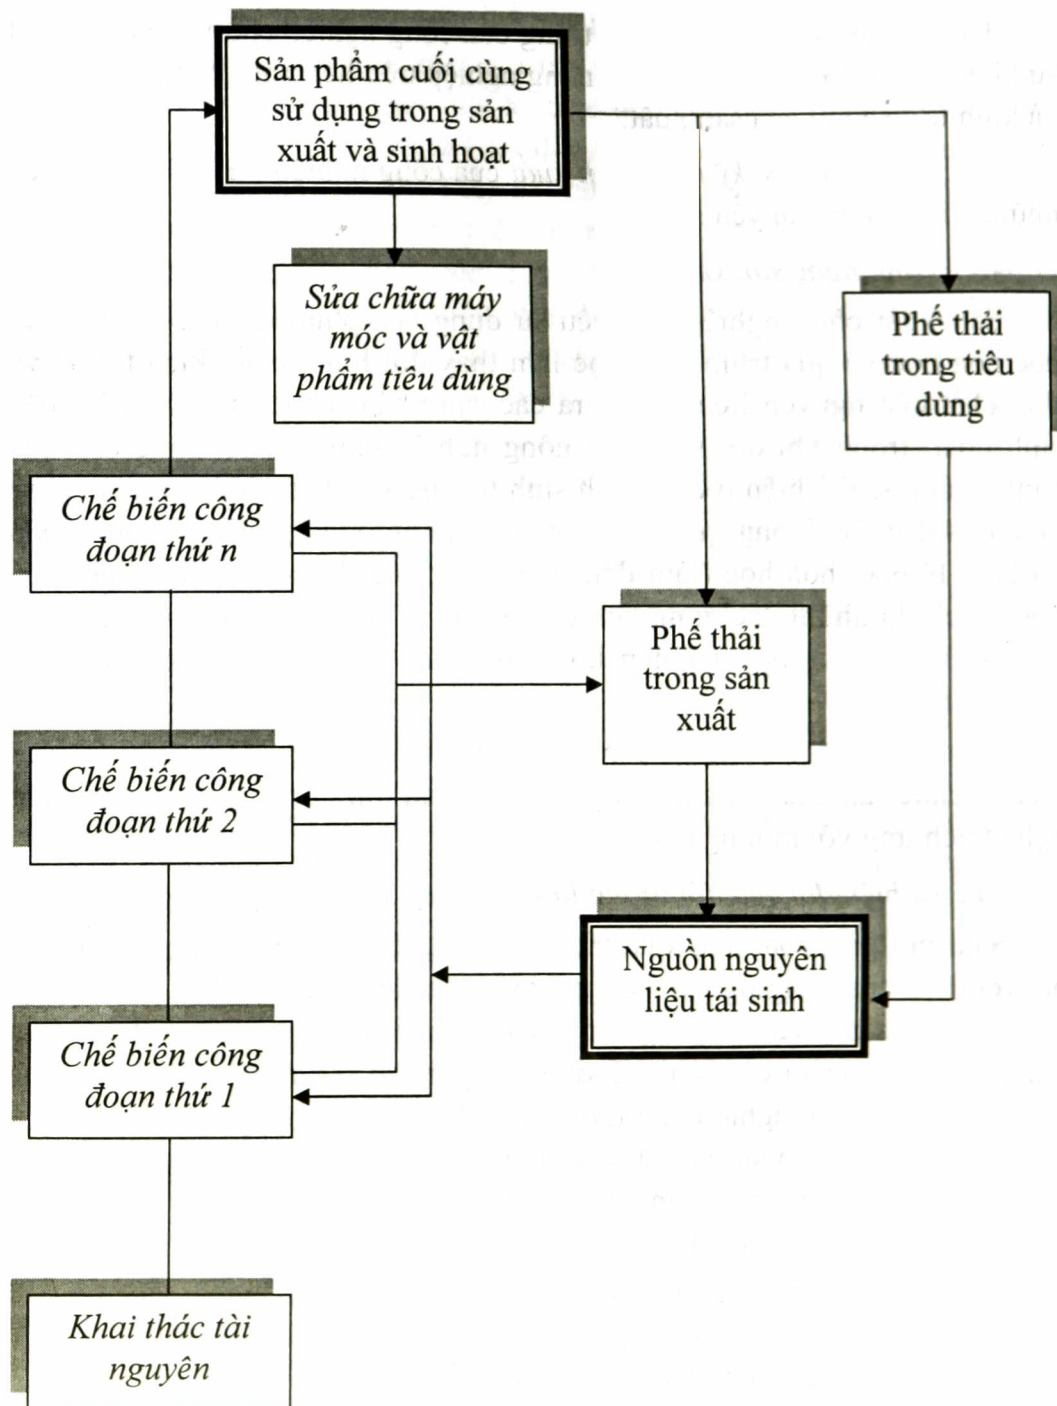 Sản phẩm cuối cùng
sử dụng trong sản
xuất và sinh hoạt
Sửa chữa máy
móc và vật
phẩm tiêu dùng
Phế thải
trong tiêu
dùng
Chế biến công
đoạn thứ n
Phế thải
trong sản
xuất
Chế biến công
đoạn thứ 2
Nguồn nguyên
liệu tái sinh
Chế biến công
đoạn thứ 1
Khai thác tài
nguyên